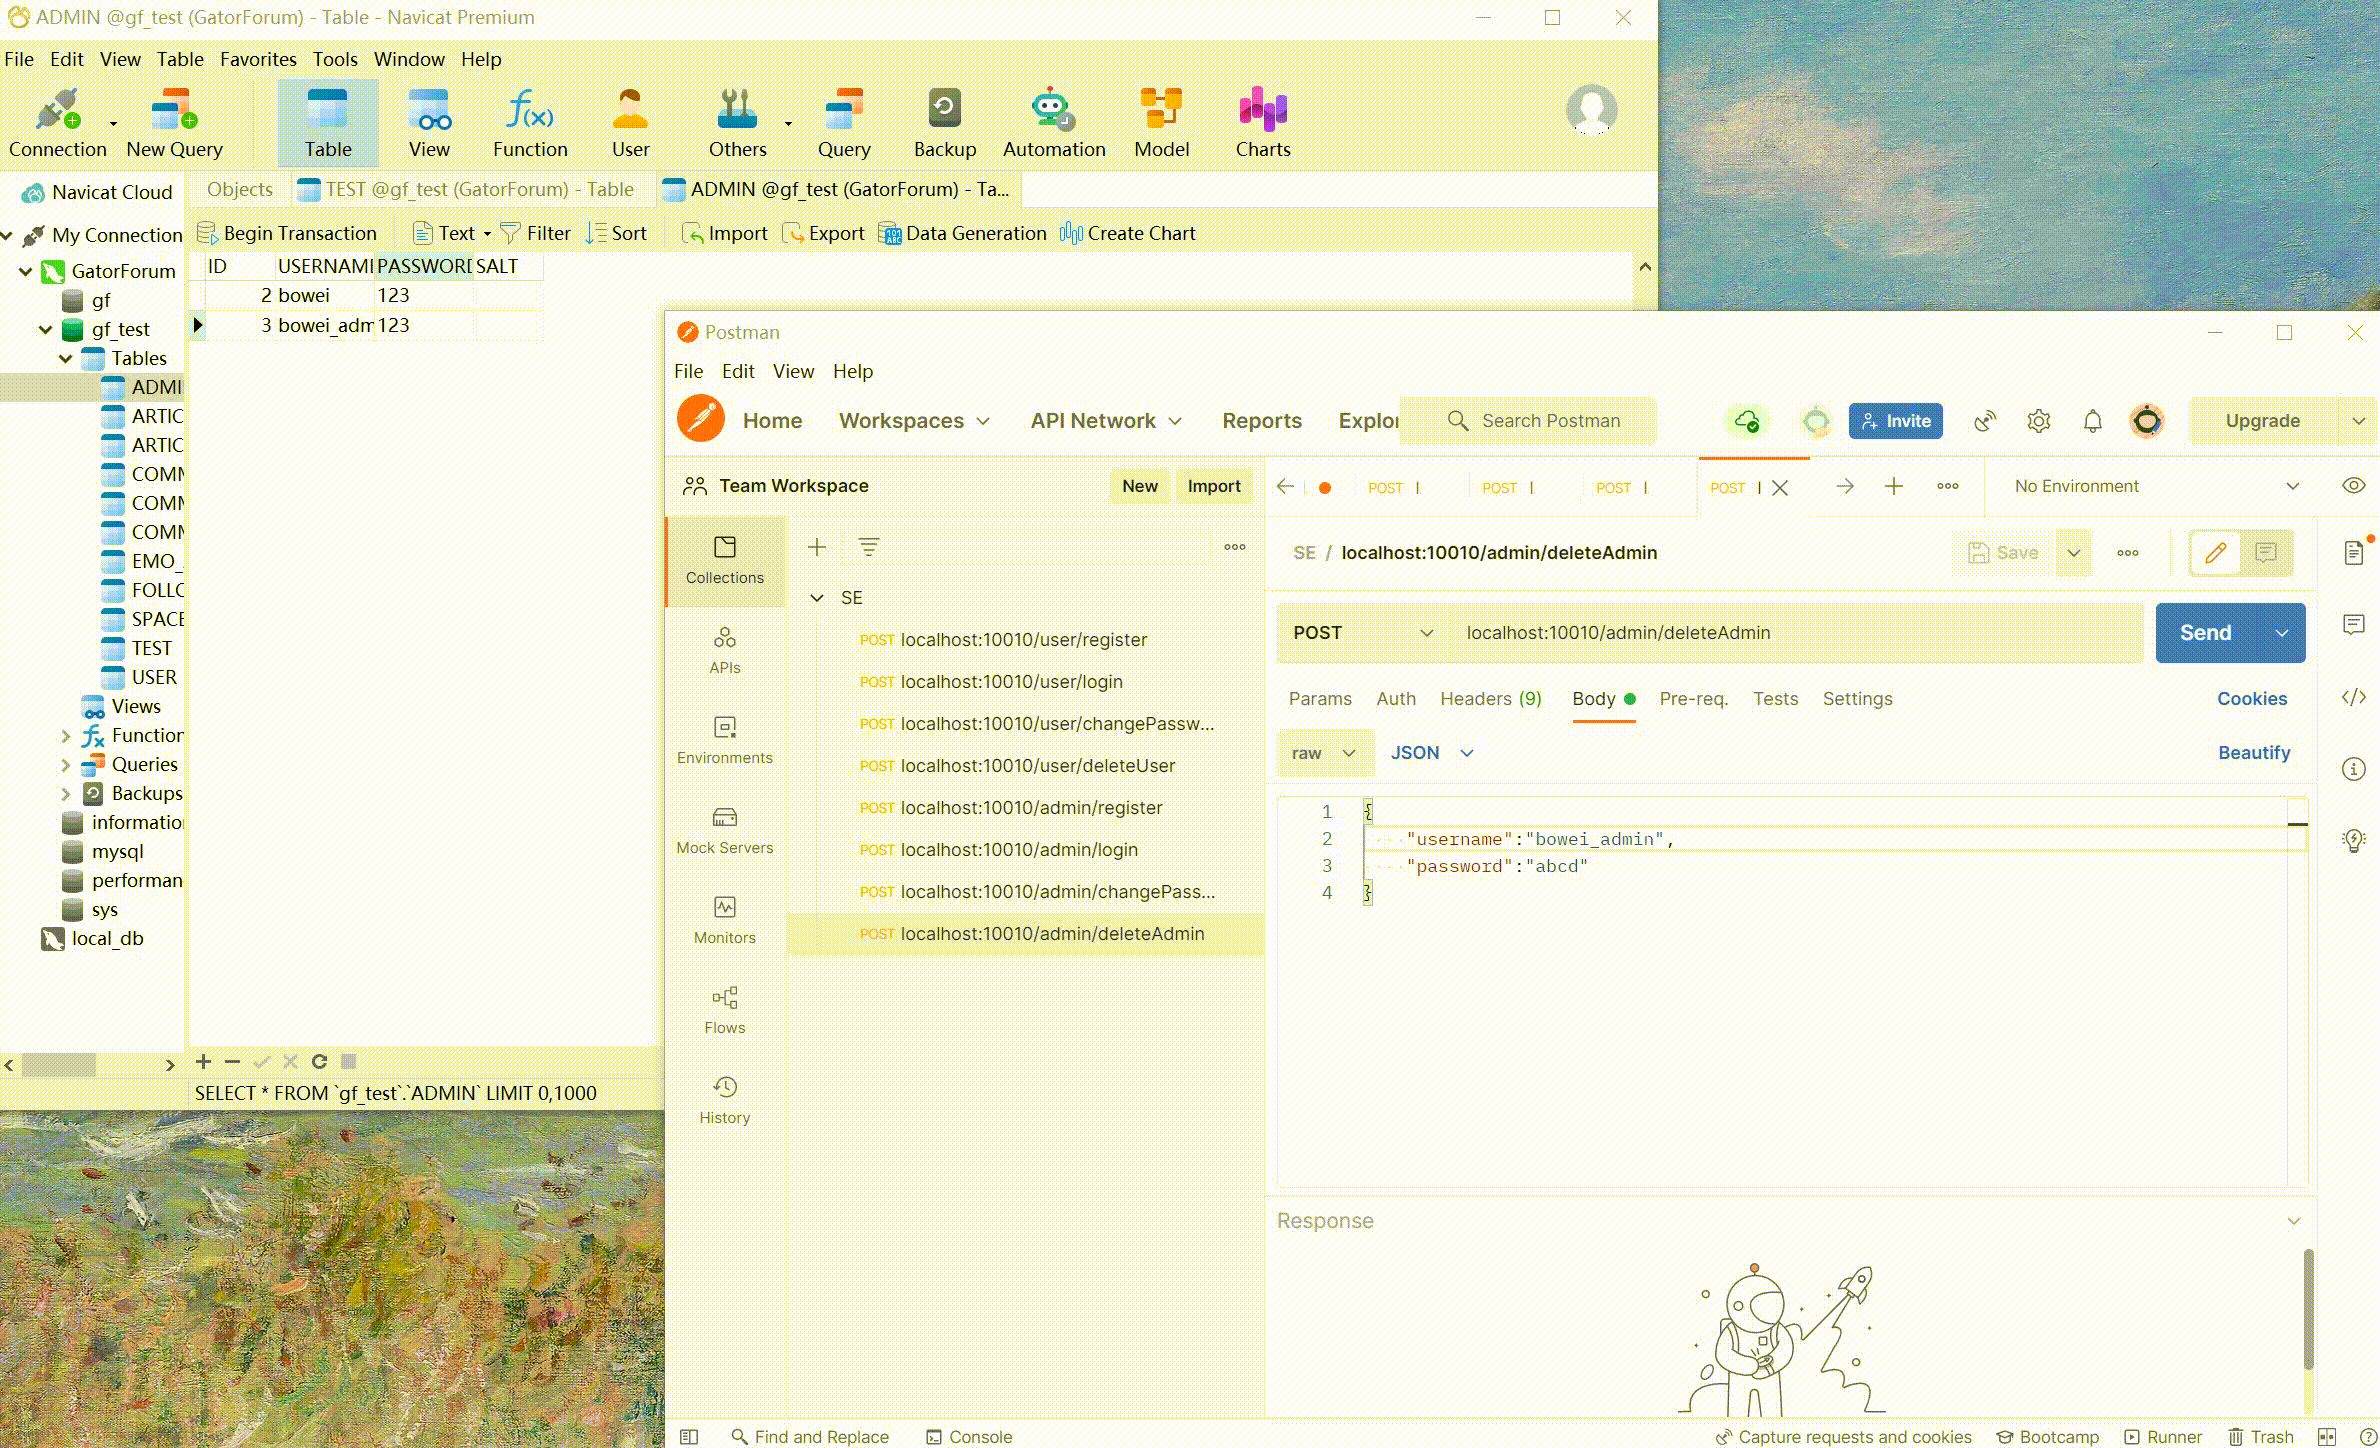 ADMIN @gf_test (GatorForum) - Table - Navicat Premium
File Edit View Table Favorites Tools Window Help
Connection New Query Table View Function User Others Query Backup Automation Model Charts
Navicat Cloud
My Connection
GatorForum
gf
gf_test
Tables
ADMI
ARTIC
ARTIC
COMM
COMM
COMM
EMO_
FOLLO
SPACE
TEST
USER
Views
Function
Queries
Backups
informatio
mysql
performan
sys
local_db
Objects TEST @gf_test (GatorForum) - Table ADMIN @gf_test (GatorForum) - Ta...
Begin Transaction Text Filter Sort Import Export Data Generation Create Chart
ID USERNAME PASSWORD SALT
2 bowei 123
3 bowei_adm 123
SELECT * FROM `gf_test`.`ADMIN` LIMIT 0,1000
Postman
File Edit View Help
Home Workspaces API Network Reports Explor Search Postman Invite Upgrade
Team Workspace New Import
Collections
APIs
Environments
Mock Servers
Monitors
Flows
History
SE
POST localhost:10010/user/register
POST localhost:10010/user/login
POST localhost:10010/user/changePassw...
POST localhost:10010/user/deleteUser
POST localhost:10010/admin/register
POST localhost:10010/admin/login
POST localhost:10010/admin/changePass...
POST localhost:10010/admin/deleteAdmin
POST l POST l POST l POST l No Environment
SE / localhost:10010/admin/deleteAdmin Save
POST localhost:10010/admin/deleteAdmin Send
Params Auth Headers (9) Body Pre-req. Tests Settings Cookies
raw JSON Beautify
1 {
2 "username":"bowei_admin",
3 "password":"abcd"
4 }
Response
Find and Replace Console Capture requests and cookies Bootcamp Runner Trash